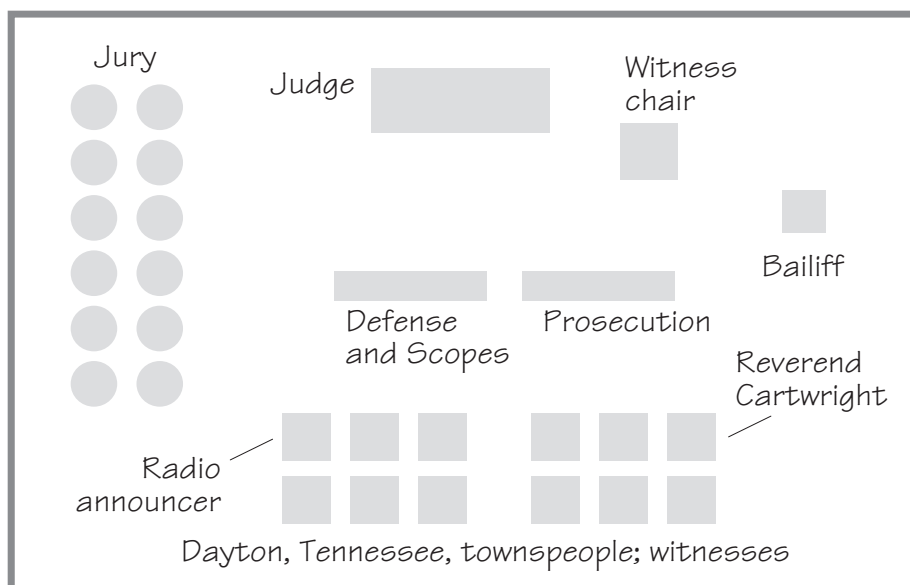 Jury
Judge
Witness
chair
Bailiff
Defense
and Scopes
Prosecution
Reverend
Cartwright
Radio
announcer
Dayton, Tennessee, townspeople; witnesses